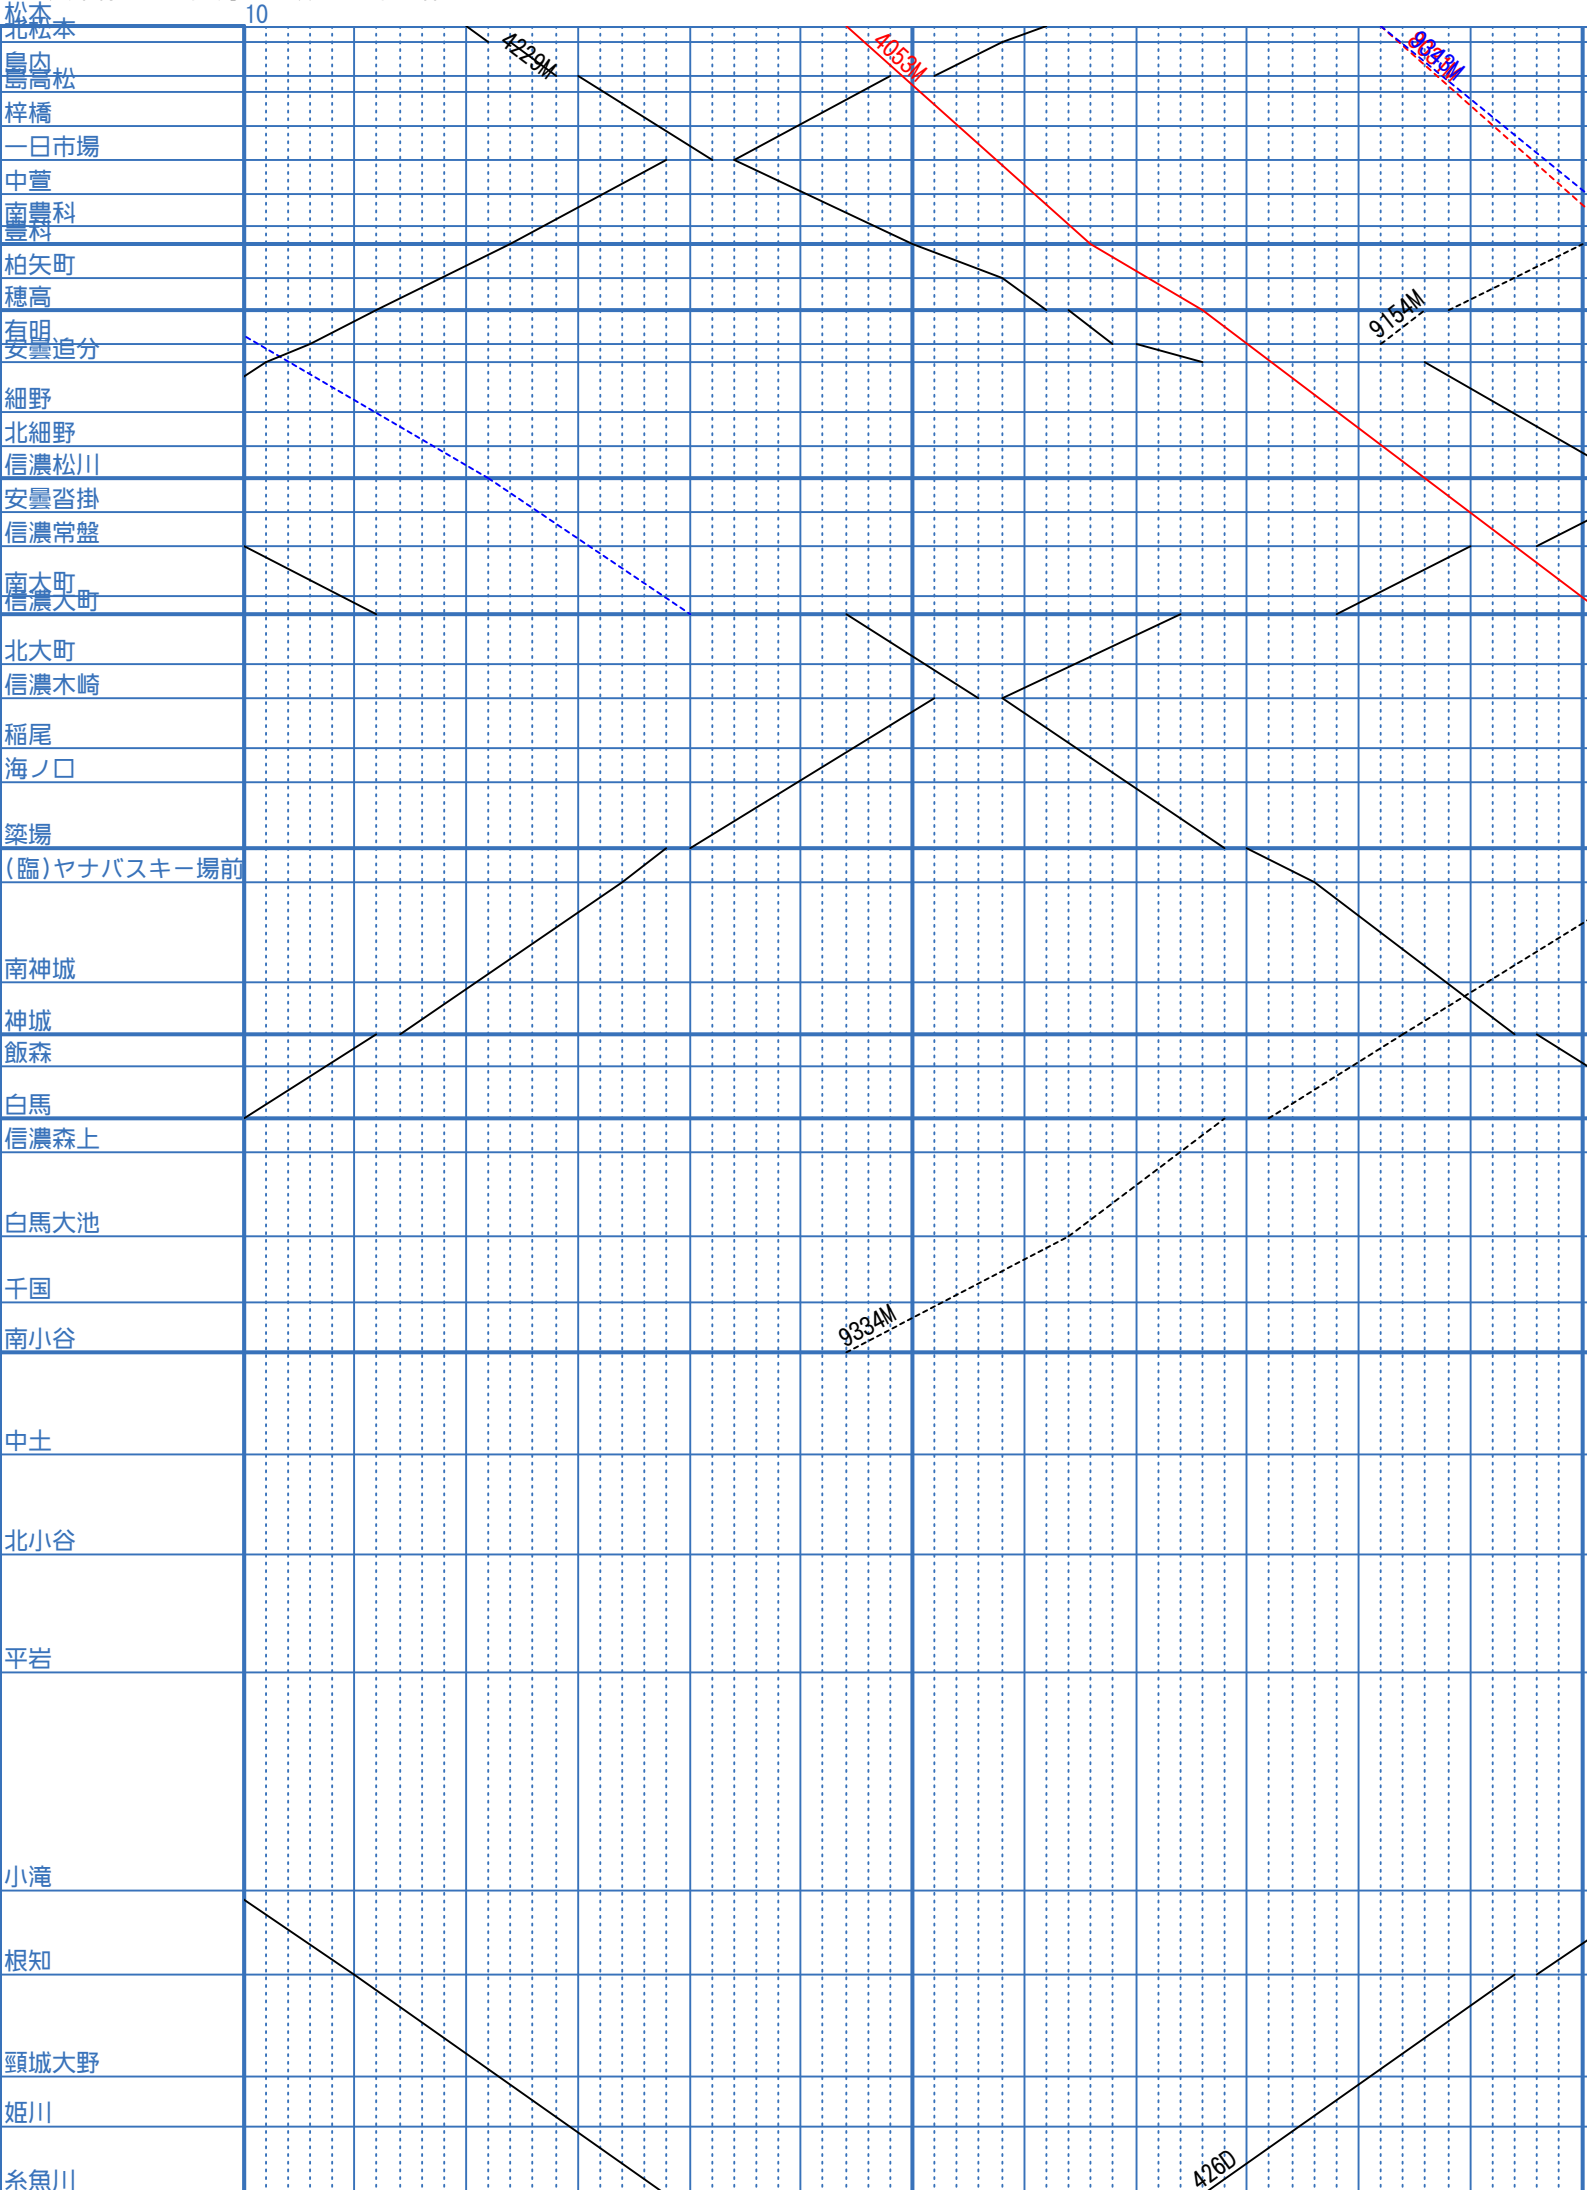 松本
10
北松本
島内
島高松
梓橋
一日市場
中萱
南豊科
豊科
柏矢町
穂高
有明
安曇追分
細野
北細野
信濃松川
安曇沓掛
信濃常盤
南大町
信濃大町
北大町
信濃木崎
稲尾
海ノ口
簗場
(臨)ヤナバスキー場前
南神城
神城
飯森
白馬
信濃森上
白馬大池
千国
南小谷
中土
北小谷
平岩
小滝
根知
頸城大野
姫川
糸魚川
4229M
4053M
9154M
9334M
426D